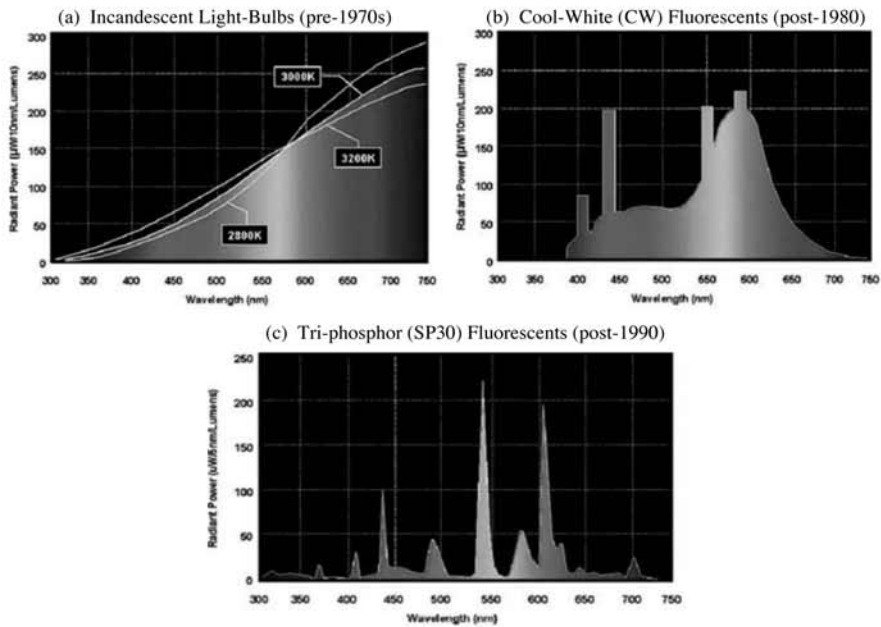 (a) Incandescent Light-Bulbs (pre-1970s)
300
250
200
150
100
50
0
Radiant Power (µW/10nm/Lumens)
3000K
3200K
2800K
300 350 400 450 500 550 600 650 700 750
Wavelength (nm)
(b) Cool-White (CW) Fluorescents (post-1980)
300
250
200
150
100
50
0
Radiant Power (µW/10nm/Lumens)
300 350 400 450 500 550 600 650 700 750
Wavelength (nm)
(c) Tri-phosphor (SP30) Fluorescents (post-1990)
250
200
150
100
50
0
Radiant Power (µW/5nm/Lumens)
300 350 400 450 500 550 600 650 700 750
Wavelength (nm)